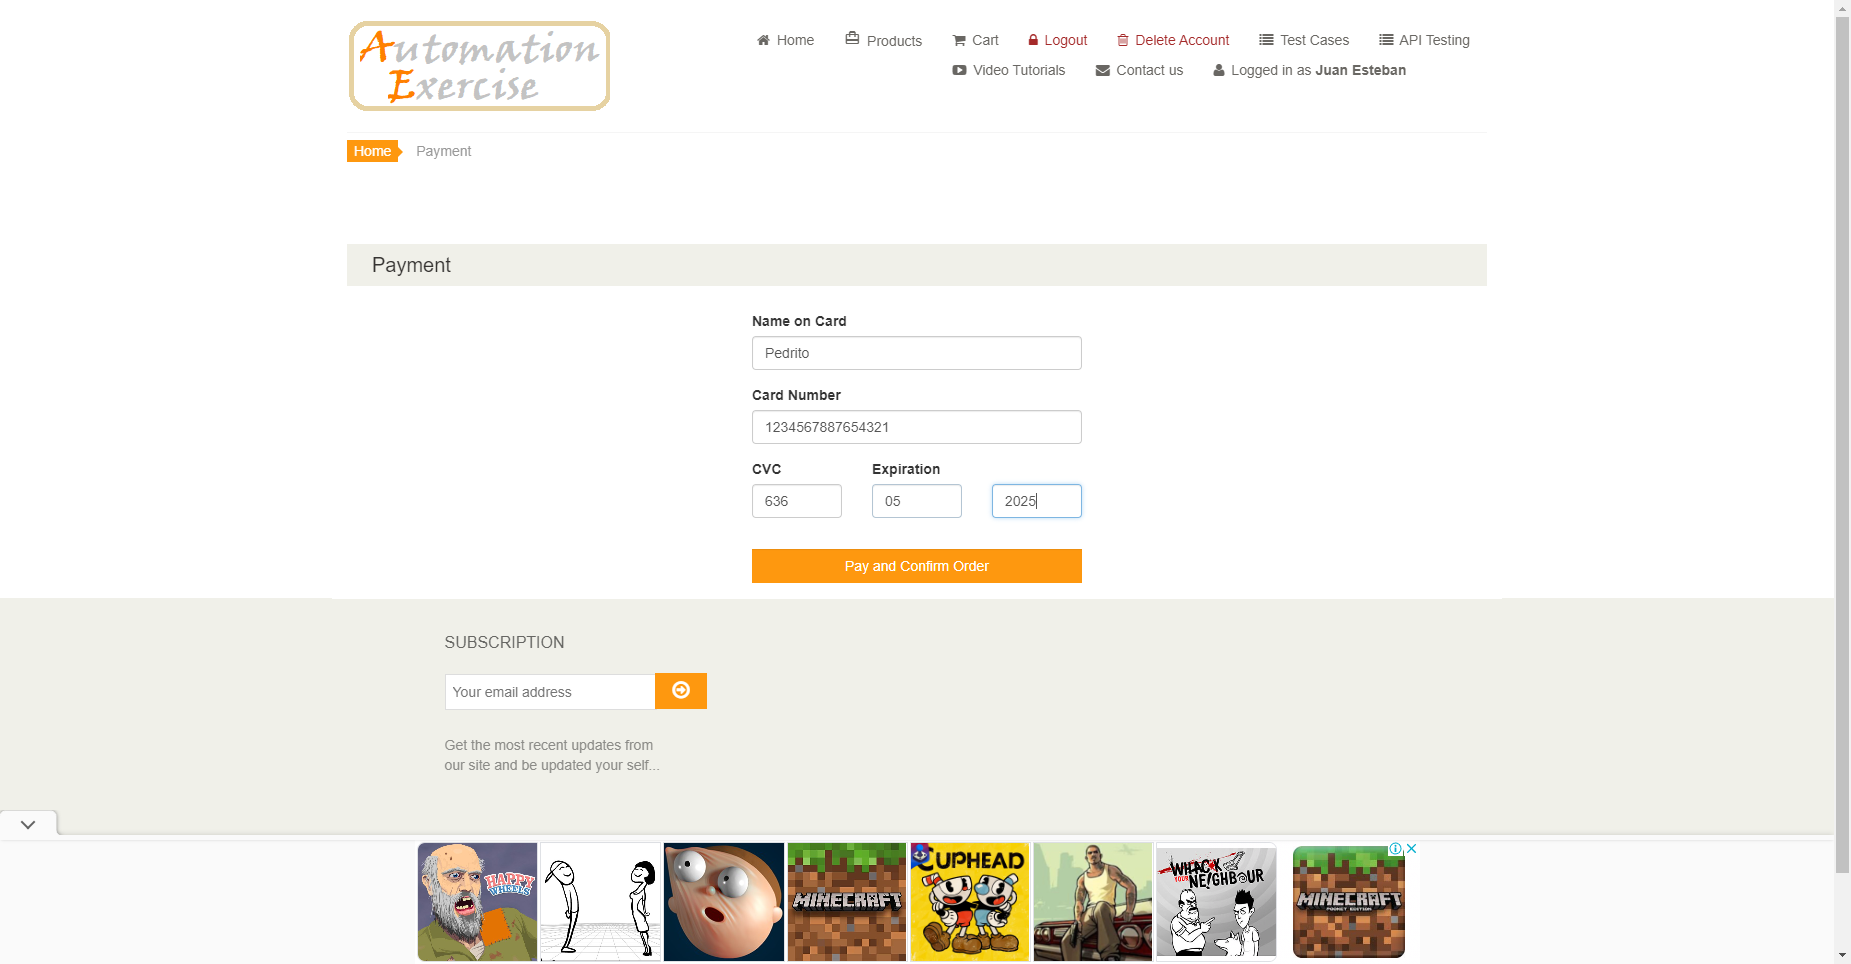 Automation
Exercise
Home
Products
Cart
Logout
Delete Account
Test Cases
API Testing
Video Tutorials
Contact us
Logged in as Juan Esteban
Home
Payment
Payment
Name on Card
Pedrito
Card Number
1234567887654321
CVC
Expiration
636
05
2025
Pay and Confirm Order
SUBSCRIPTION
Your email address
Get the most recent updates from
our site and be updated your self...
HAPPY
WHEELS
MINECRAFT
CUPHEAD
WHACK
YOUR
NE!GHBOUR
MINECRAFT
POCKET EDITION